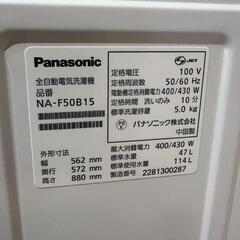 Panasonic
JET
全自動電気洗濯機
品番
NA-F50B15
外形寸法
幅 562 mm
奥行 572 mm
高さ 880 mm
定格電圧 100 V
定格周波数 50/60 Hz
電動機定格消費電力 400/430 W
定格時間 洗いのみ 10 分
標準洗濯容量 5.0 kg
パナソニック株式会社
中国製
最大消費電力 400/430 W
標準水量 47 L
標準使用水量 114 L
製造番号 2281300287